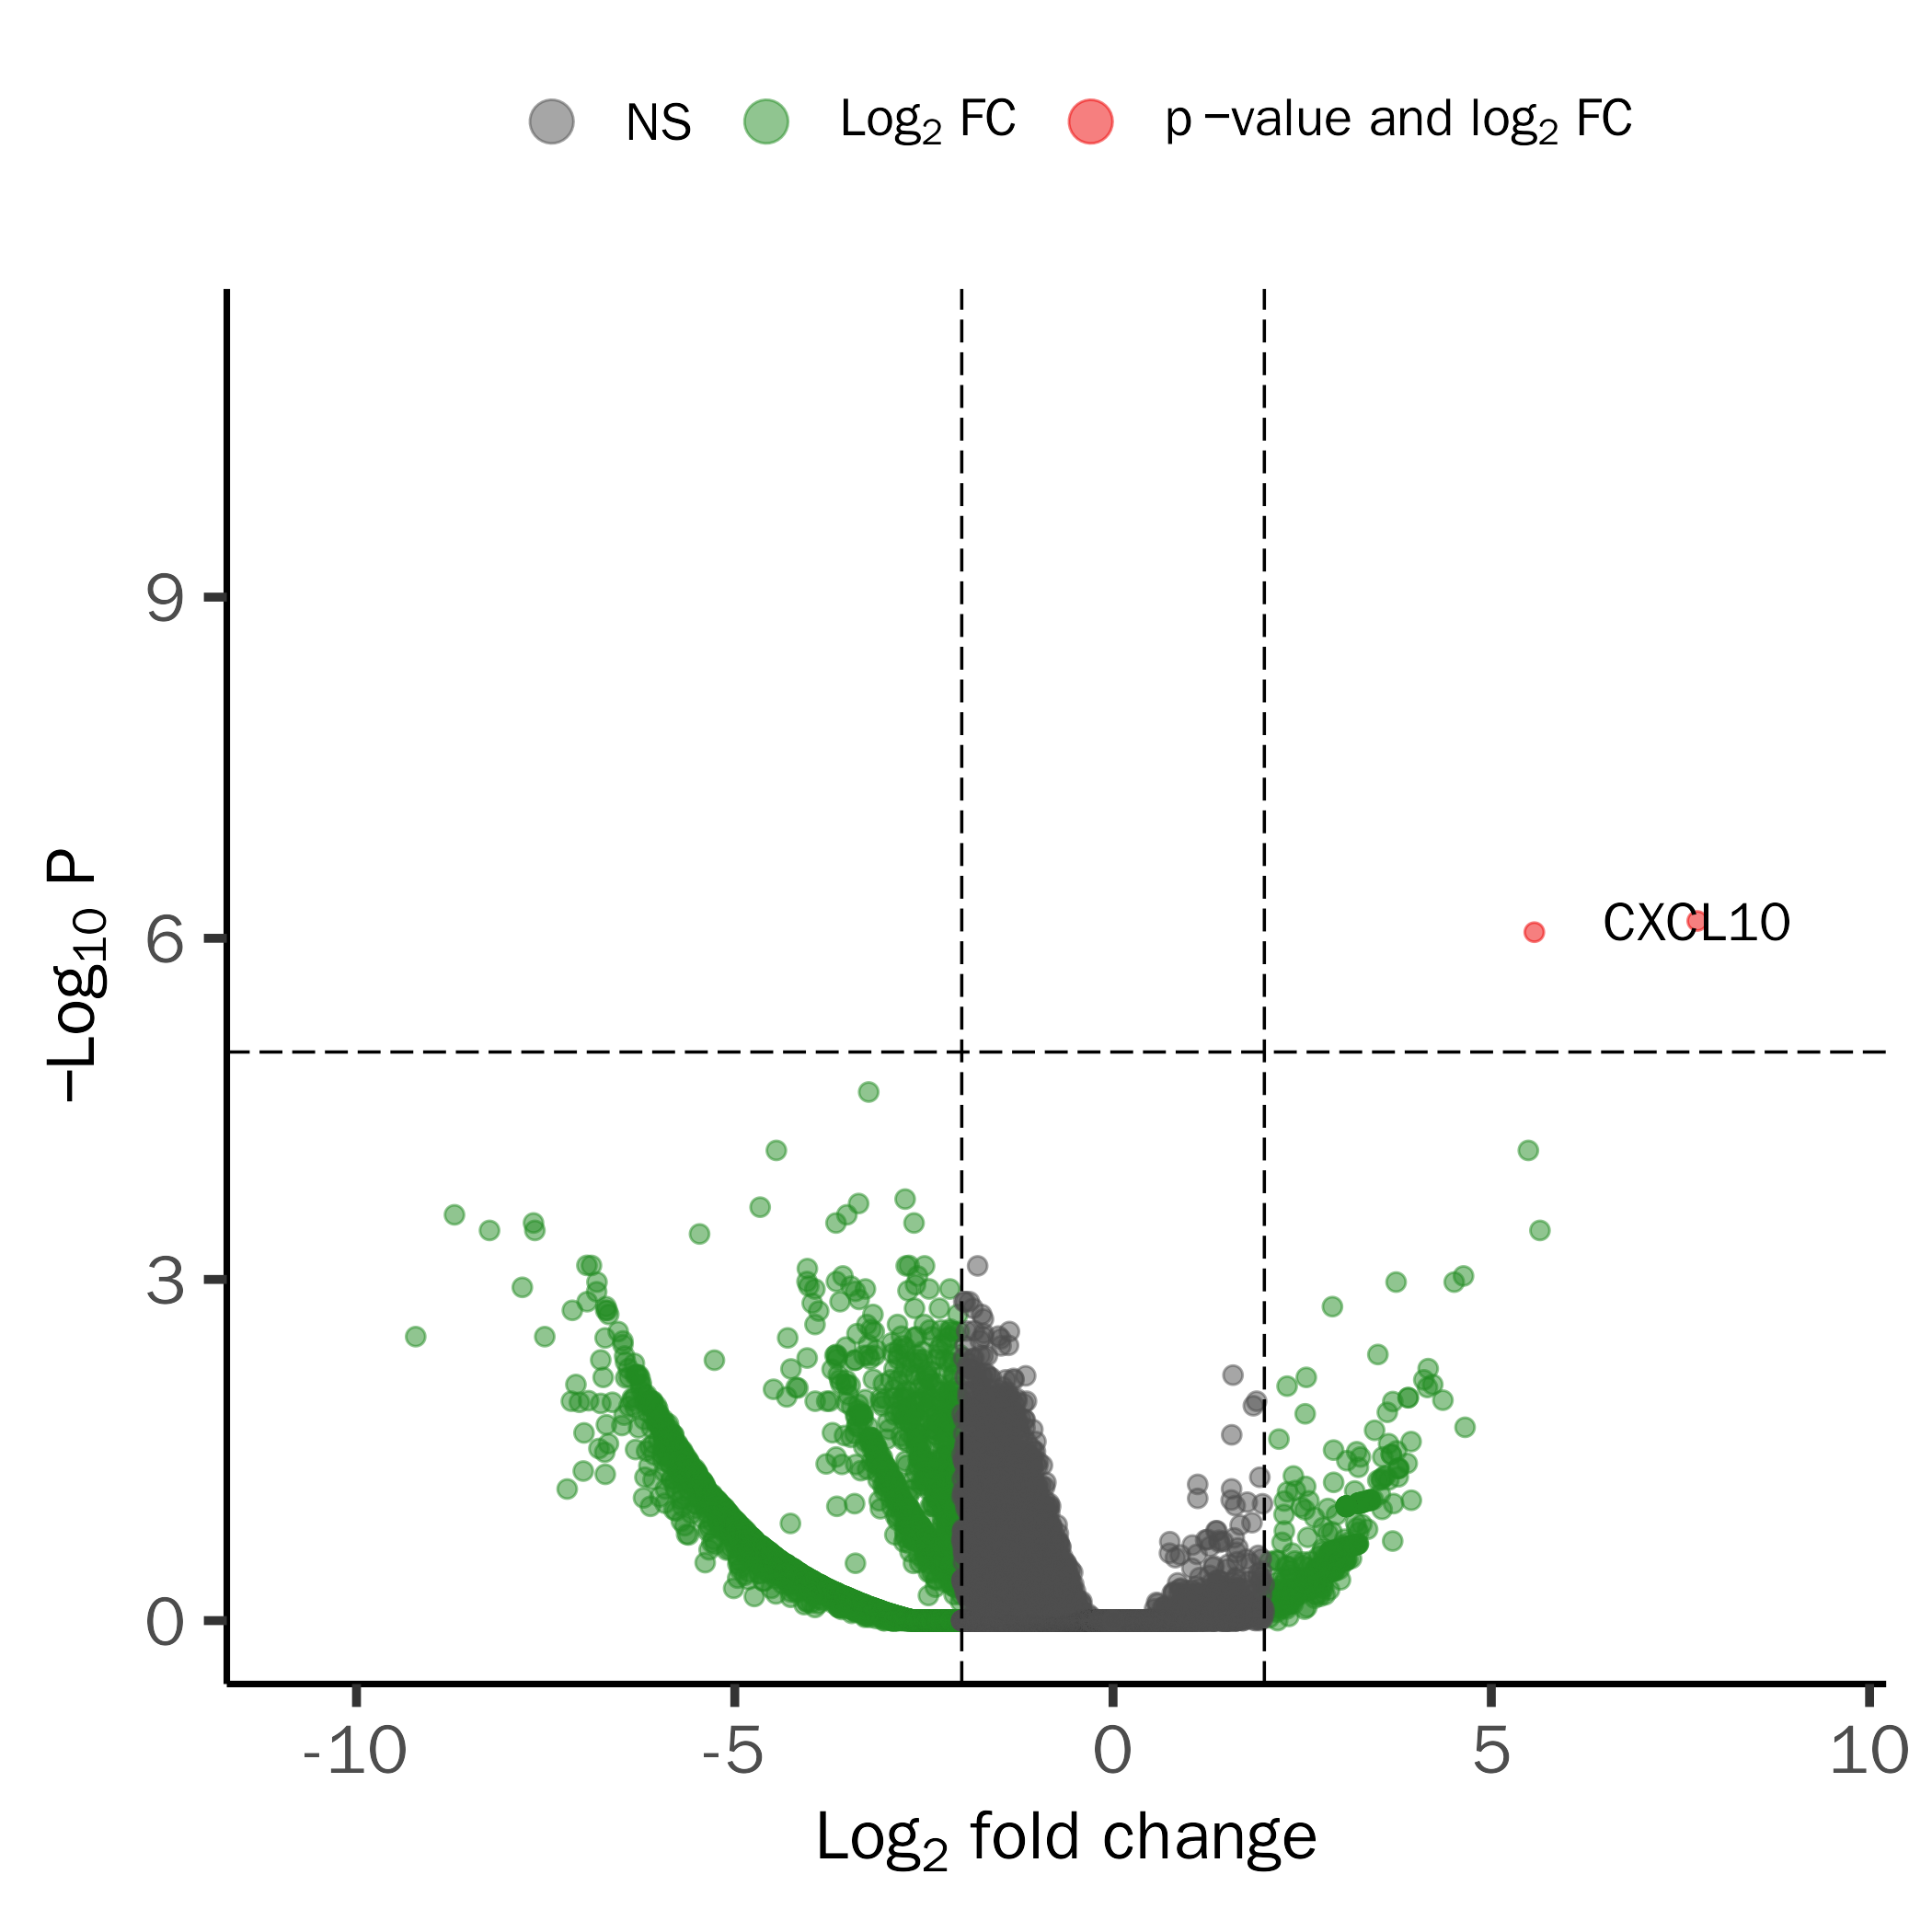 NS Log₂ FC p −value and log₂ FC
−Log₁₀ P
9
6
3
0
CXCL10
-10 -5 0 5 10
Log₂ fold change